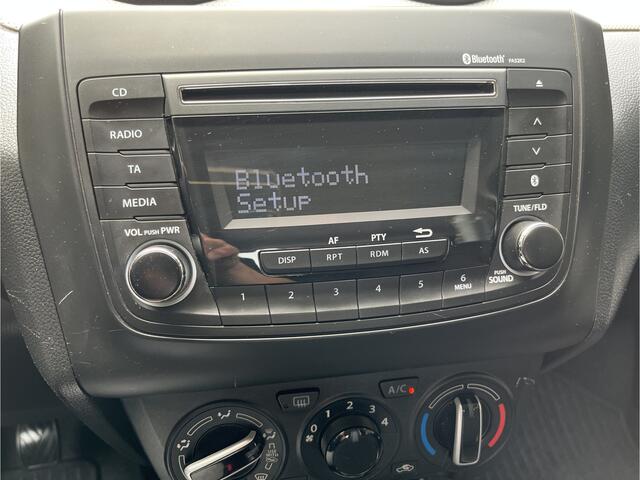 Bluetooth PA3282
CD
RADIO
TA
MEDIA
Bluetooth
Setup
VOL PUSH PWR
TUNE/FLD
AF PTY
DISP RPT RDM AS
PUSH SOUND
1 2 3 4 5 6 MENU
A/C
0 1 2 3 4